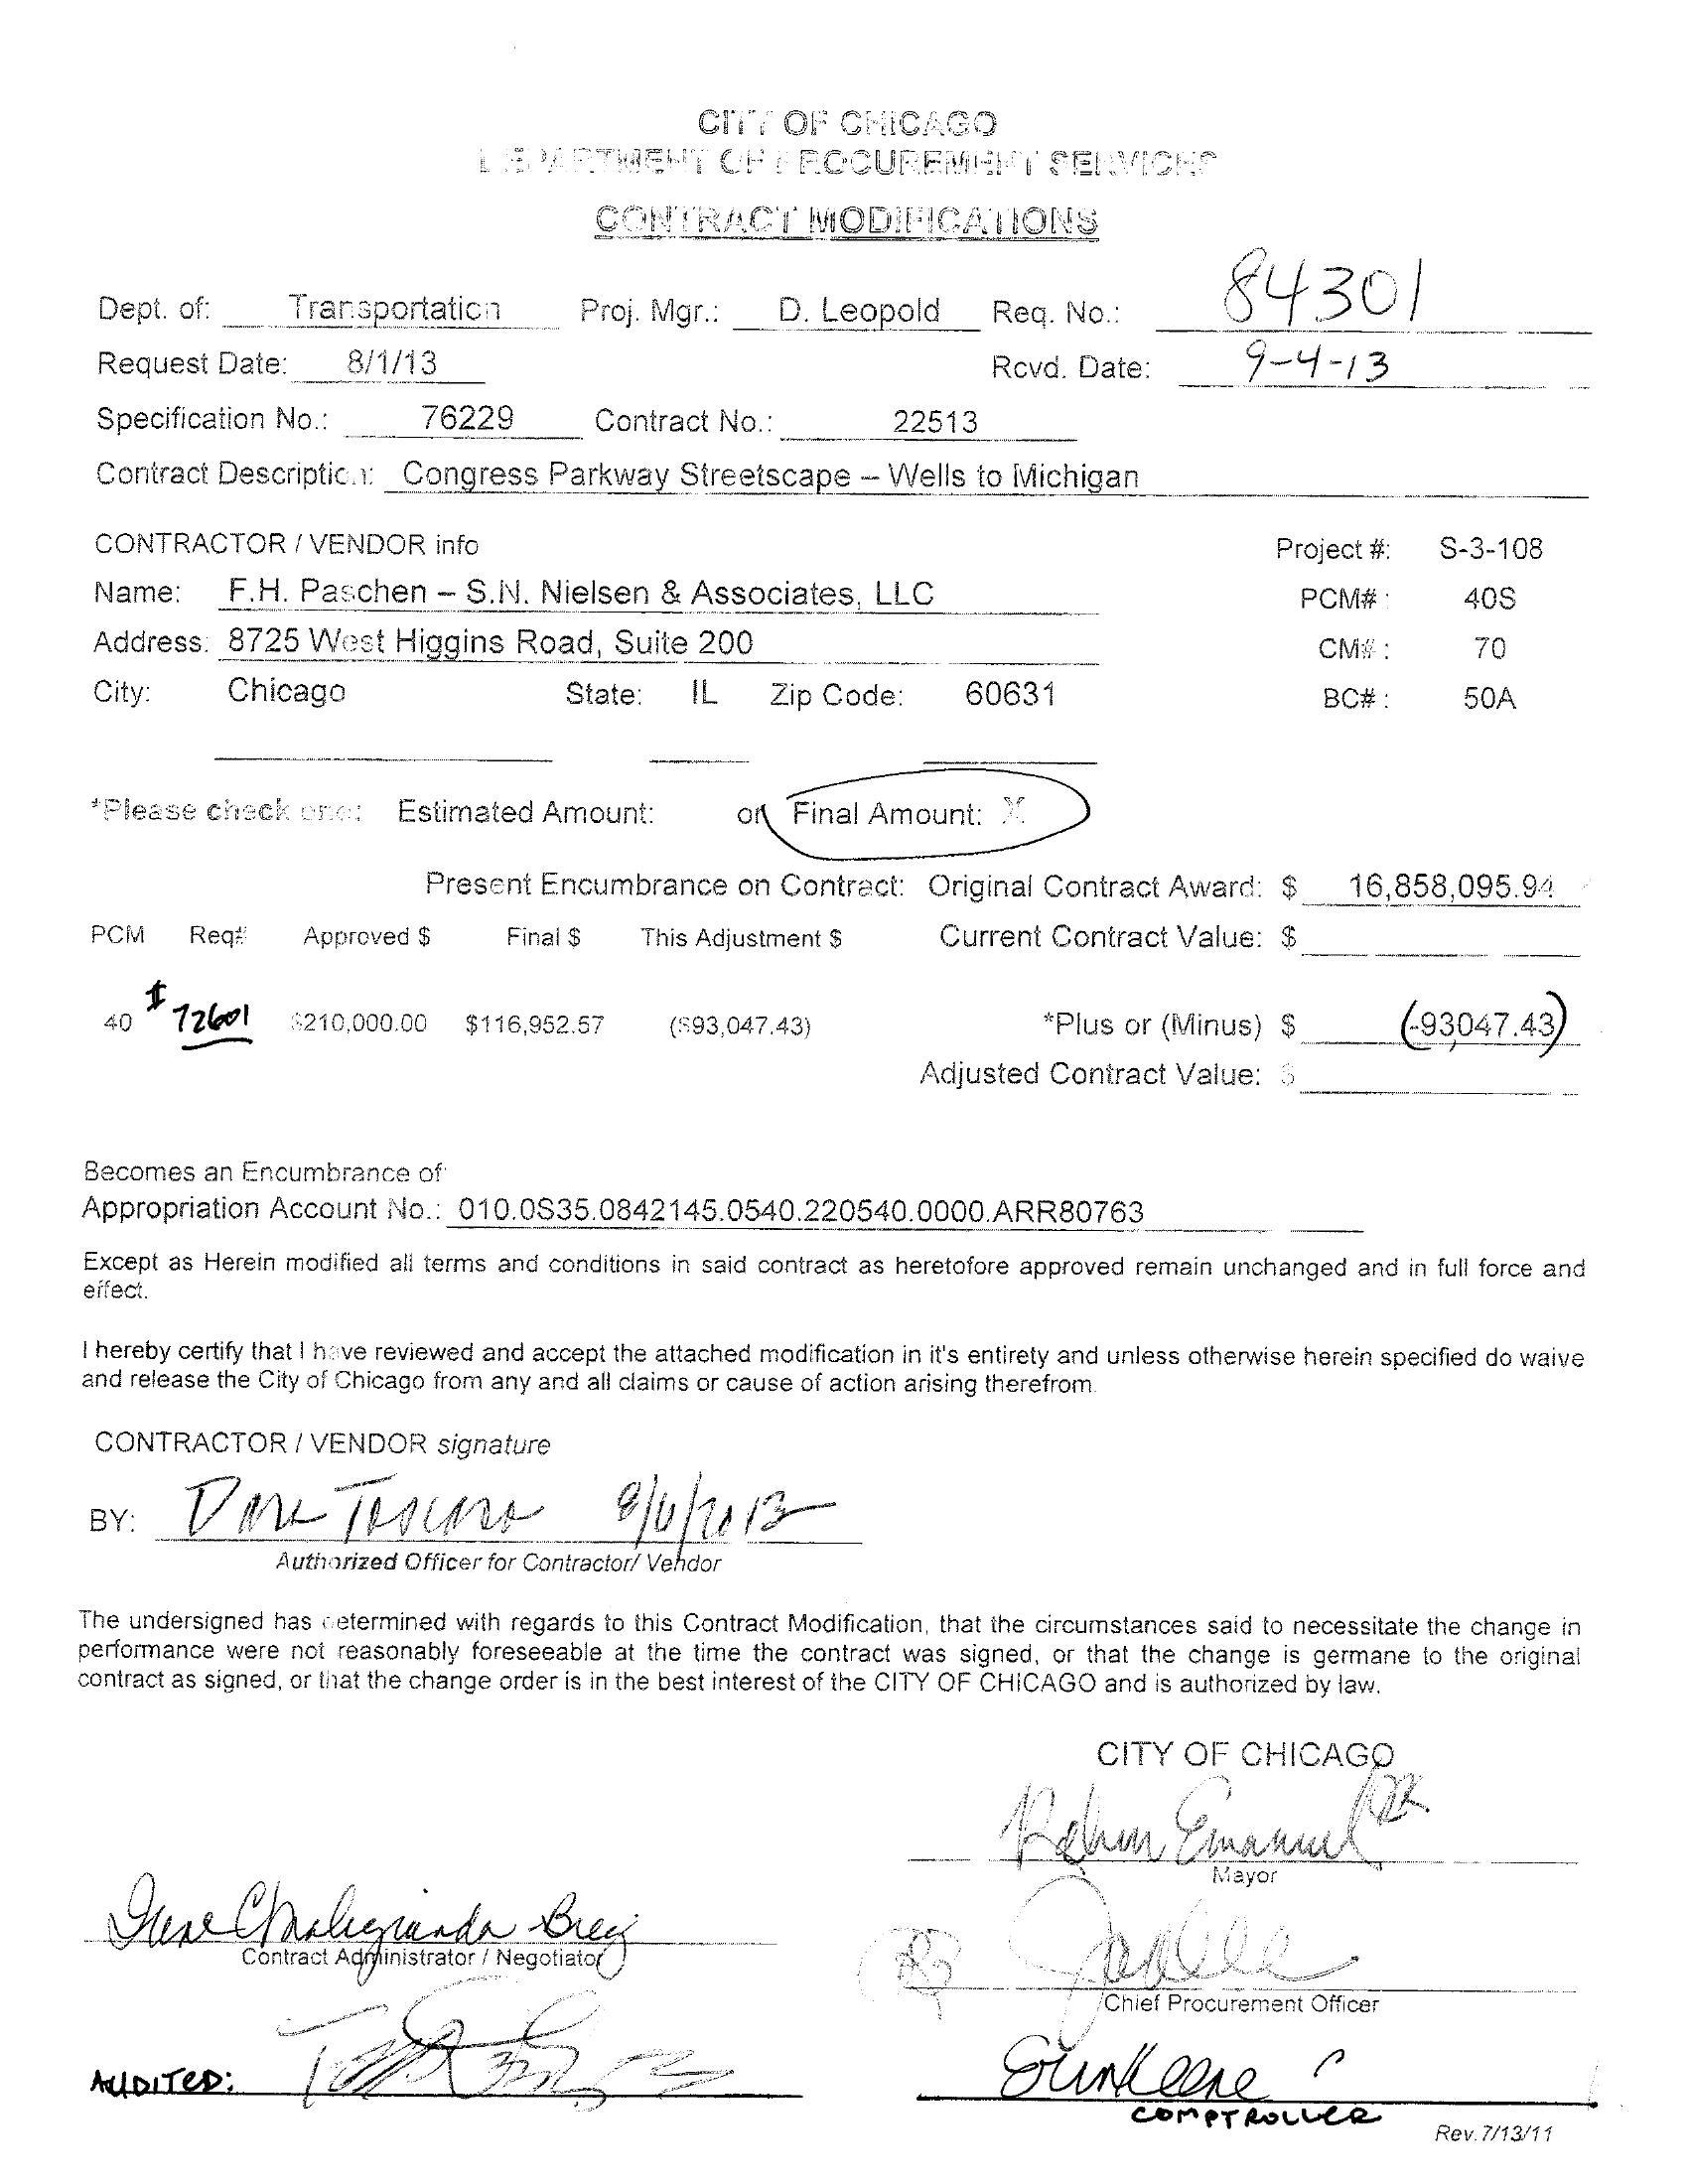 CITY OF CHICAGO
DEPARTMENT OF PROCUREMENT SERVICES
CONTRACT MODIFICATIONS
Dept. of: Transportation Proj. Mgr.: D. Leopold Req. No.: 84301
Request Date: 8/1/13 Rcvd. Date: 9-4-13
Specification No.: 76229 Contract No.: 22513
Contract Description: Congress Parkway Streetscape – Wells to Michigan
CONTRACTOR / VENDOR info Project #: S-3-108
Name: F.H. Paschen – S.N. Nielsen & Associates, LLC PCM# : 40S
Address: 8725 West Higgins Road, Suite 200 CM# : 70
City: Chicago State: IL Zip Code: 60631 BC# : 50A
*Please check one: Estimated Amount: or Final Amount: X
Present Encumbrance on Contract: Original Contract Award: $ 16,858,095.94
PCM Req# Approved $ Final $ This Adjustment $ Current Contract Value: $
40 72601 $210,000.00 $116,952.57 ($93,047.43) *Plus or (Minus) $ (-93,047.43)
Adjusted Contract Value: $
Becomes an Encumbrance of
Appropriation Account No.: 010.0S35.0842145.0540.220540.0000.ARR80763
Except as Herein modified all terms and conditions in said contract as heretofore approved remain unchanged and in full force and
effect.
I hereby certify that I have reviewed and accept the attached modification in it's entirety and unless otherwise herein specified do waive
and release the City of Chicago from any and all claims or cause of action arising therefrom.
CONTRACTOR / VENDOR signature
BY:
Authorized Officer for Contractor/ Vendor
The undersigned has determined with regards to this Contract Modification, that the circumstances said to necessitate the change in
performance were not reasonably foreseeable at the time the contract was signed, or that the change is germane to the original
contract as signed, or that the change order is in the best interest of the CITY OF CHICAGO and is authorized by law.
CITY OF CHICAGO
Rahm Emanuel
Mayor
Contract Administrator / Negotiator
Chief Procurement Officer
AUDITED:
COMPTROLLER
Rev.7/13/11